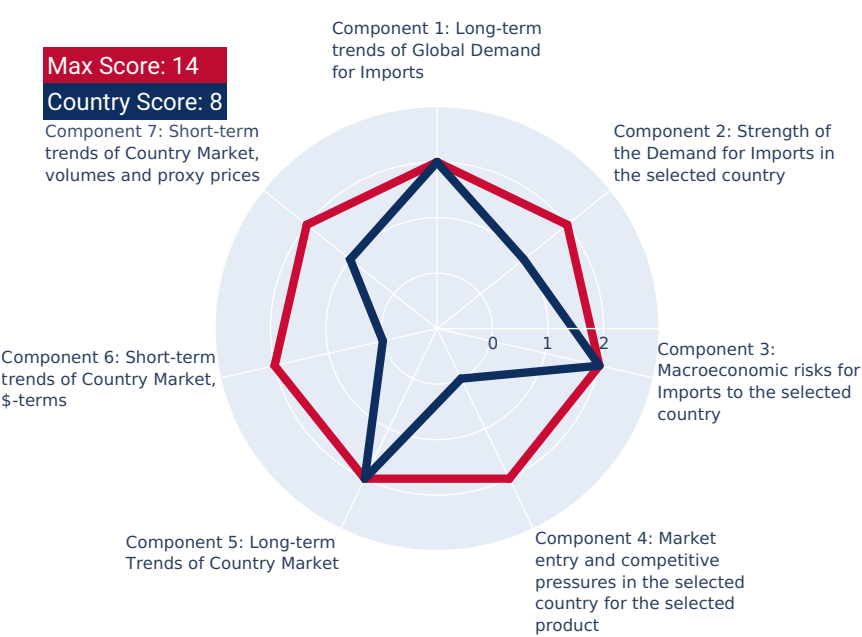 Component 1: Long-term
trends of Global Demand
for Imports
Max Score: 14
Country Score: 8
Component 7: Short-term
trends of Country Market,
volumes and proxy prices
Component 2: Strength of
the Demand for Imports in
the selected country
0 1 2
Component 6: Short-term
trends of Country Market,
$-terms
Component 3:
Macroeconomic risks for
Imports to the selected
country
Component 5: Long-term
Trends of Country Market
Component 4: Market
entry and competitive
pressures in the selected
country for the selected
product